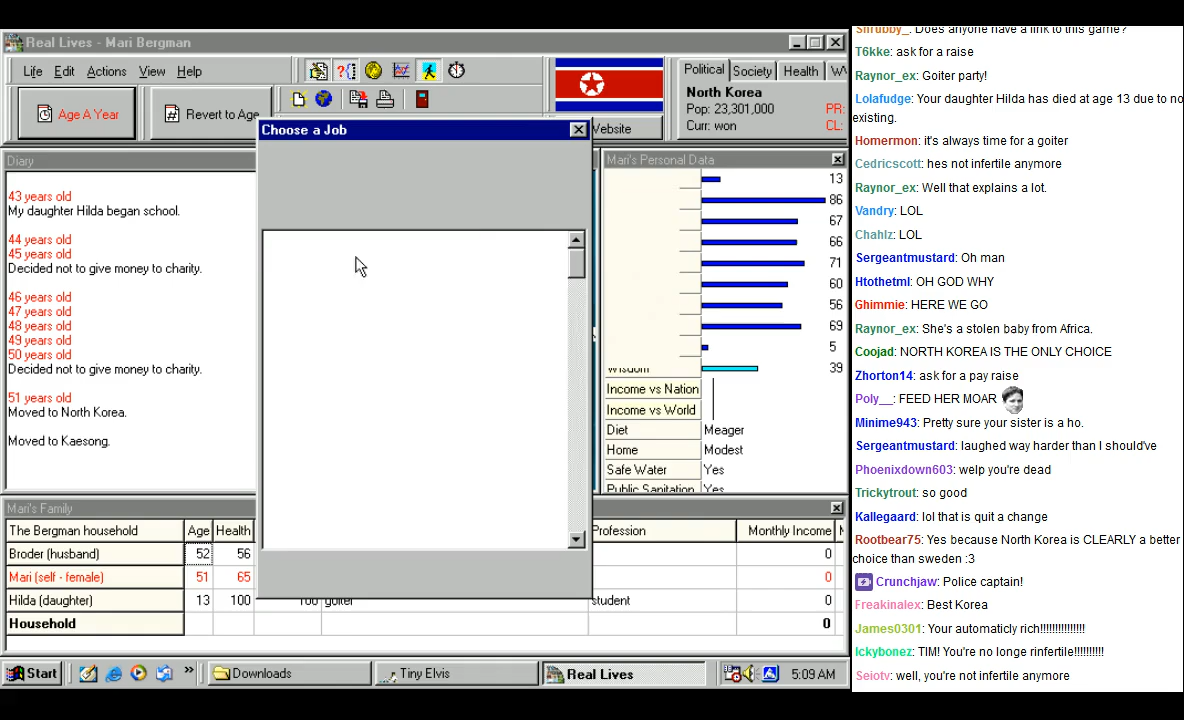 Real Lives - Mari Bergman
Life Edit Actions View Help
Age A Year
Revert to Age
Website
Political Society Health
North Korea
Pop: 23,301,000 PR:
Curr: won CL:
Choose a Job
Diary
43 years old
My daughter Hilda began school.
44 years old
45 years old
Decided not to give money to charity.
46 years old
47 years old
48 years old
49 years old
50 years old
Decided not to give money to charity.
51 years old
Moved to North Korea.
Moved to Kaesong.
Mari's Personal Data
13
86
67
66
71
60
56
69
5
Wisdom 39
Income vs Nation
Income vs World
Diet Meager
Home Modest
Safe Water Yes
Public Sanitation Yes
Mari's Family
The Bergman household Age Health Profession Monthly Income
Broder (husband) 52 56 0
Mari (self - female) 51 65 0
Hilda (daughter) 13 100 100 goiter student 0
Household 0
Start Downloads Tiny Elvis Real Lives 5:09 AM
Shrubby_: Does anyone have a link to this game?
T6kke: ask for a raise
Raynor_ex: Goiter party!
Lolafudge: Your daughter Hilda has died at age 13 due to no
existing.
Homermon: it's always time for a goiter
Cedricscott: hes not infertile anymore
Raynor_ex: Well that explains a lot.
Vandry: LOL
Chahlz: LOL
Sergeantmustard: Oh man
Htothetml: OH GOD WHY
Ghimmie: HERE WE GO
Raynor_ex: She's a stolen baby from Africa.
Coojad: NORTH KOREA IS THE ONLY CHOICE
Zhorton14: ask for a pay raise
Poly__: FEED HER MOAR
Minime943: Pretty sure your sister is a ho.
Sergeantmustard: laughed way harder than I should've
Phoenixdown603: welp you're dead
Trickytrout: so good
Kallegaard: lol that is quit a change
Rootbear75: Yes because North Korea is CLEARLY a better
choice than sweden :3
Crunchjaw: Police captain!
Freakinalex: Best Korea
James0301: Your automaticly rich!!!!!!!!!!!!!!!
Ickybonez: TIM! You're no longer rinfertile!!!!!!!!!!
Seiotv: well, you're not infertile anymore